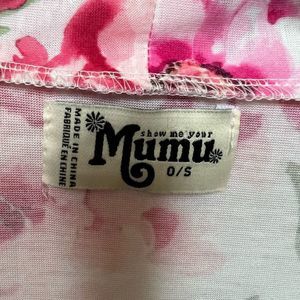 show me your
Mumu
O/S
MADE IN CHINA
FABRIQUÉ EN CHINE